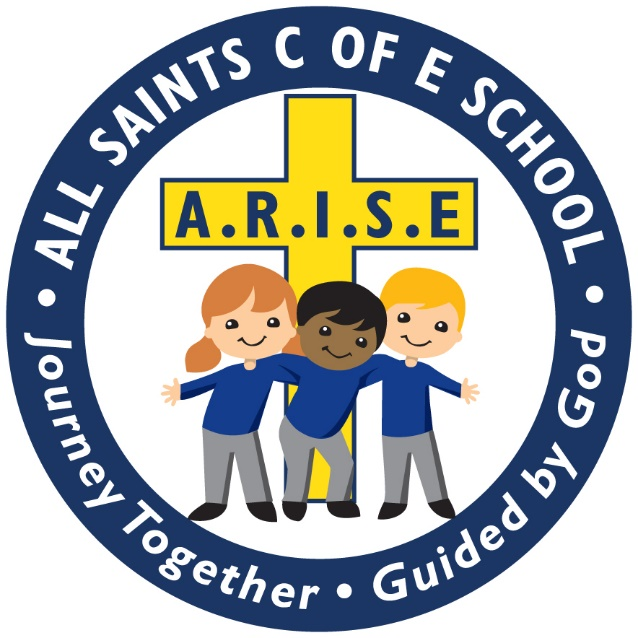 ALL SAINTS C OF E SCHOOL
A.R.I.S.E
Journey Together • Guided by God